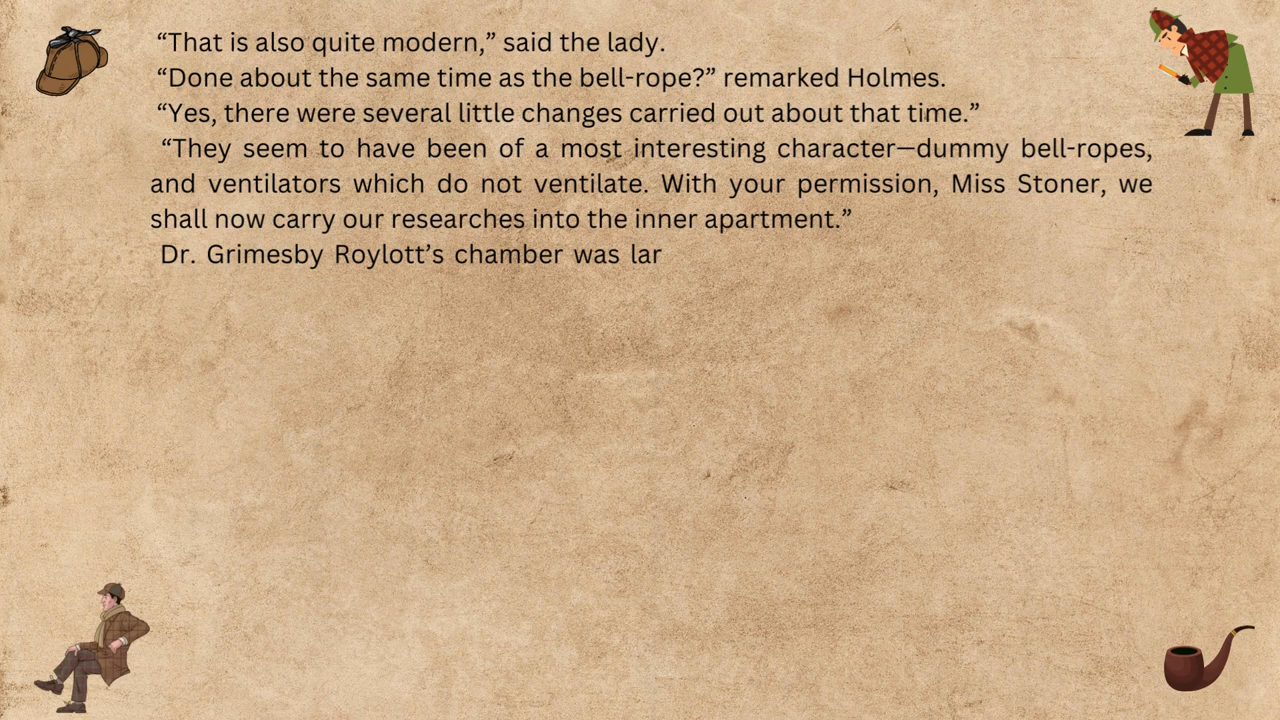 “That is also quite modern,” said the lady.
“Done about the same time as the bell-rope?” remarked Holmes.
“Yes, there were several little changes carried out about that time.”
“They seem to have been of a most interesting character—dummy bell-ropes,
and ventilators which do not ventilate. With your permission, Miss Stoner, we
shall now carry our researches into the inner apartment.”
Dr. Grimesby Roylott’s chamber was lar